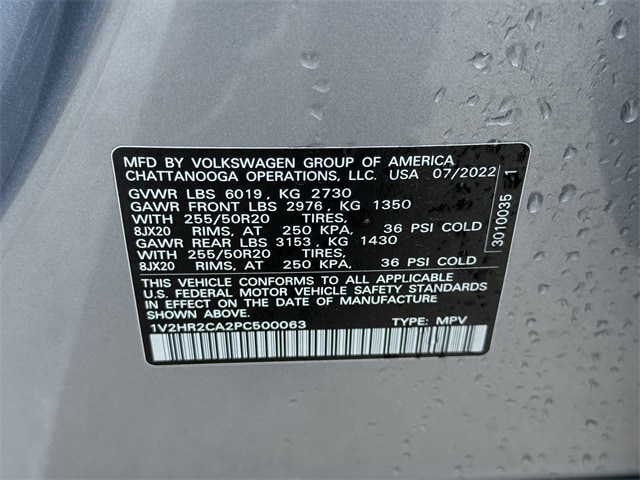 MFD BY VOLKSWAGEN GROUP OF AMERICA
CHATTANOOGA OPERATIONS, LLC. USA 07/2022
GVWR LBS 6019 , KG 2730
GAWR FRONT LBS 2976 , KG 1350
WITH 255/50R20 TIRES,
8JX20 RIMS, AT 250 KPA, 36 PSI COLD
GAWR REAR LBS 3153 , KG 1430
WITH 255/50R20 TIRES,
8JX20 RIMS, AT 250 KPA, 36 PSI COLD
THIS VEHICLE CONFORMS TO ALL APPLICABLE
U.S. FEDERAL MOTOR VEHICLE SAFETY STANDARDS
IN EFFECT ON THE DATE OF MANUFACTURE
SHOWN ABOVE.
1V2HR2CA2PC500063 TYPE: MPV
3010035